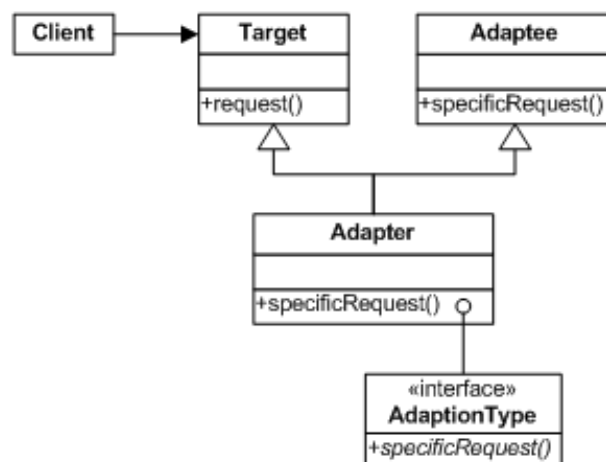 Client
Target
Adaptee
+request()
+specificRequest()
Adapter
+specificRequest()
«interface»
AdaptionType
+specificRequest()